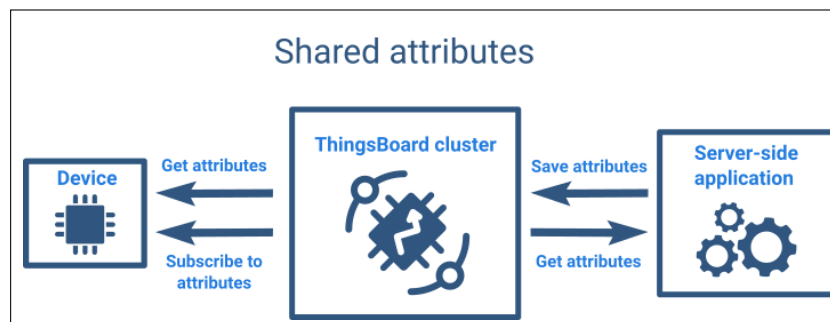 Shared attributes
ThingsBoard cluster
Device
Get attributes
Subscribe to
attributes
Save attributes
Get attributes
Server-side
application